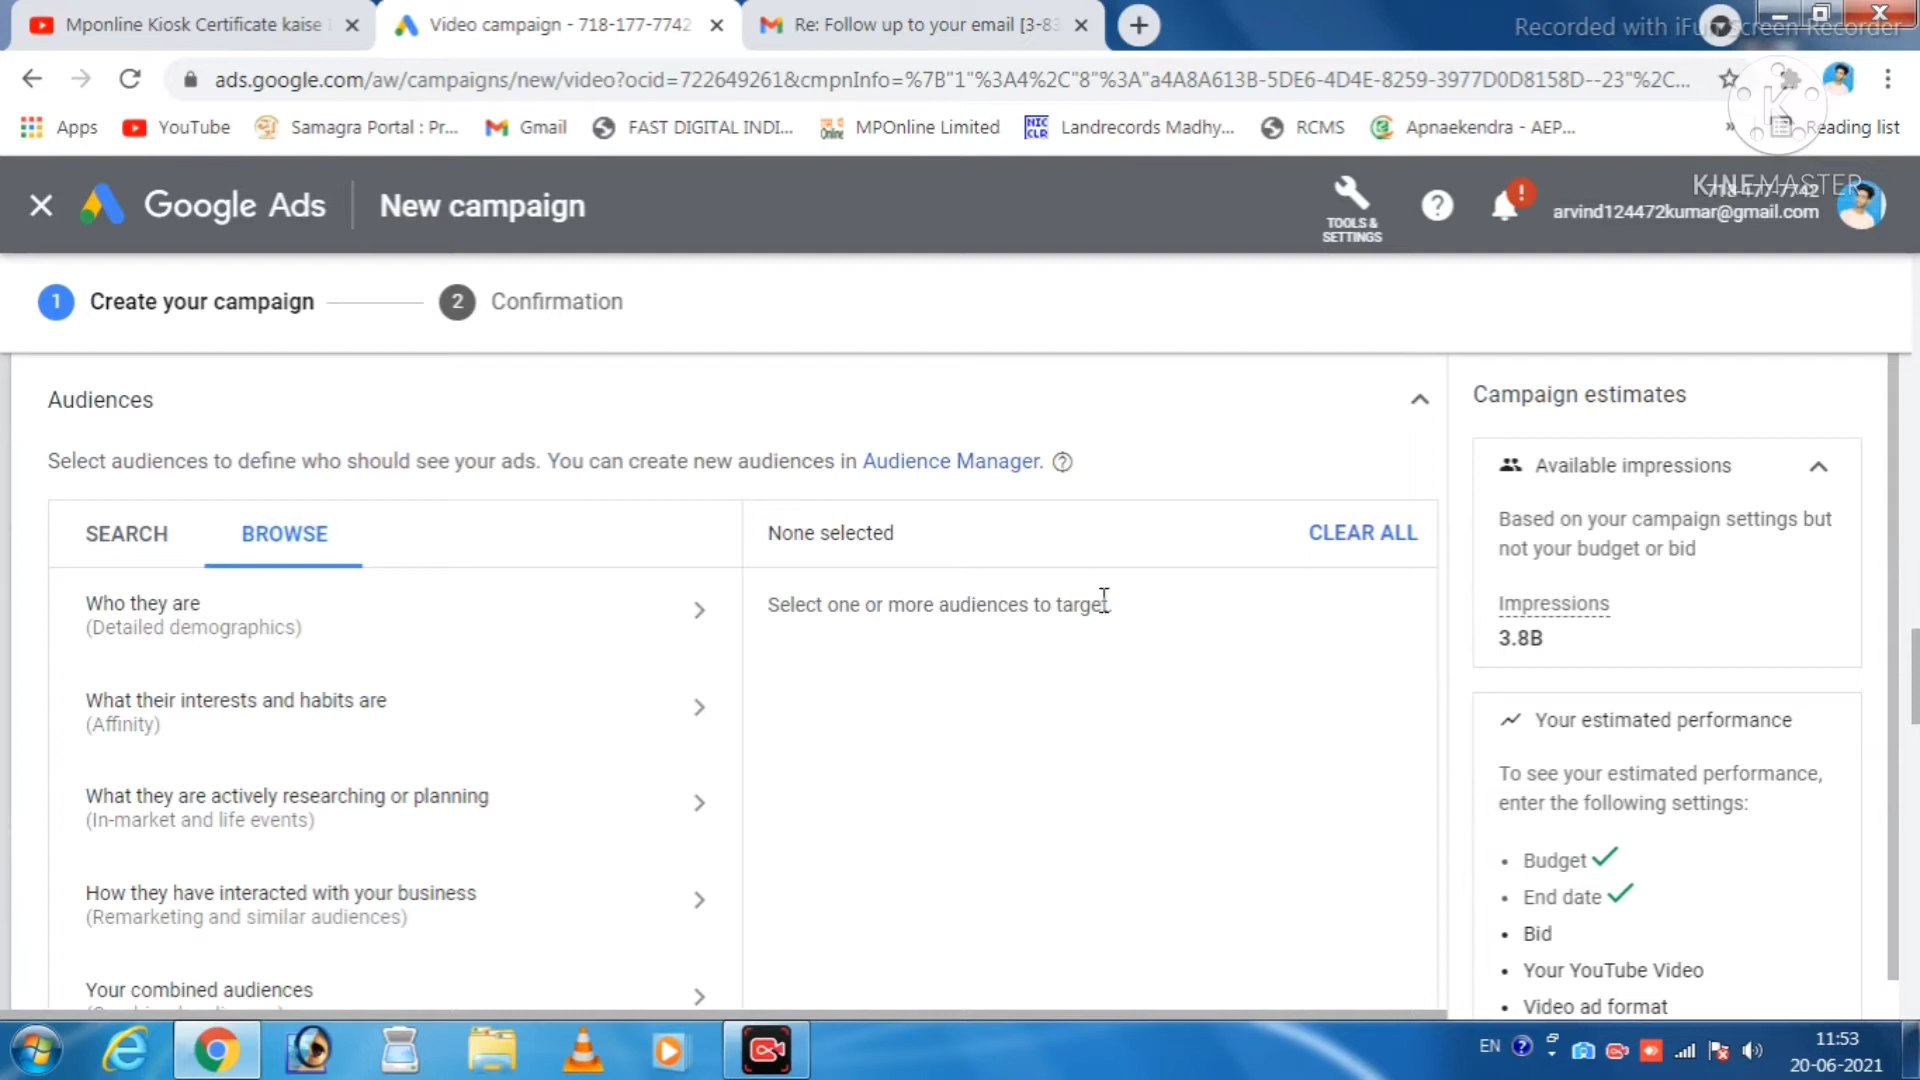 Mponline Kiosk Certificate kaise
Video campaign - 718-177-7742
Re: Follow up to your email [3-83
Recorded with iFun Screen Recorder
ads.google.com/aw/campaigns/new/video?ocid=722649261&cmpnInfo=%7B"1"%3A4%2C"8"%3A"a4A8A613B-5DE6-4D4E-8259-3977D0D8158D--23"%2C...
Apps
YouTube
Samagra Portal : Pr...
Gmail
FAST DIGITAL INDI...
MPOnline Limited
Landrecords Madhy...
RCMS
Apnaekendra - AEP...
»
Reading list
K
Google Ads
New campaign
TOOLS &
SETTINGS
KINEMASTER
718-177-7742
arvind124472kumar@gmail.com
1 Create your campaign
2 Confirmation
Audiences
Select audiences to define who should see your ads. You can create new audiences in Audience Manager.
SEARCH
BROWSE
None selected
CLEAR ALL
Who they are
(Detailed demographics)
What their interests and habits are
(Affinity)
What they are actively researching or planning
(In-market and life events)
How they have interacted with your business
(Remarketing and similar audiences)
Your combined audiences
Select one or more audiences to target.
Campaign estimates
Available impressions
Based on your campaign settings but
not your budget or bid
Impressions
3.8B
Your estimated performance
To see your estimated performance,
enter the following settings:
• Budget
• End date
• Bid
• Your YouTube Video
• Video ad format
EN
11:53
20-06-2021